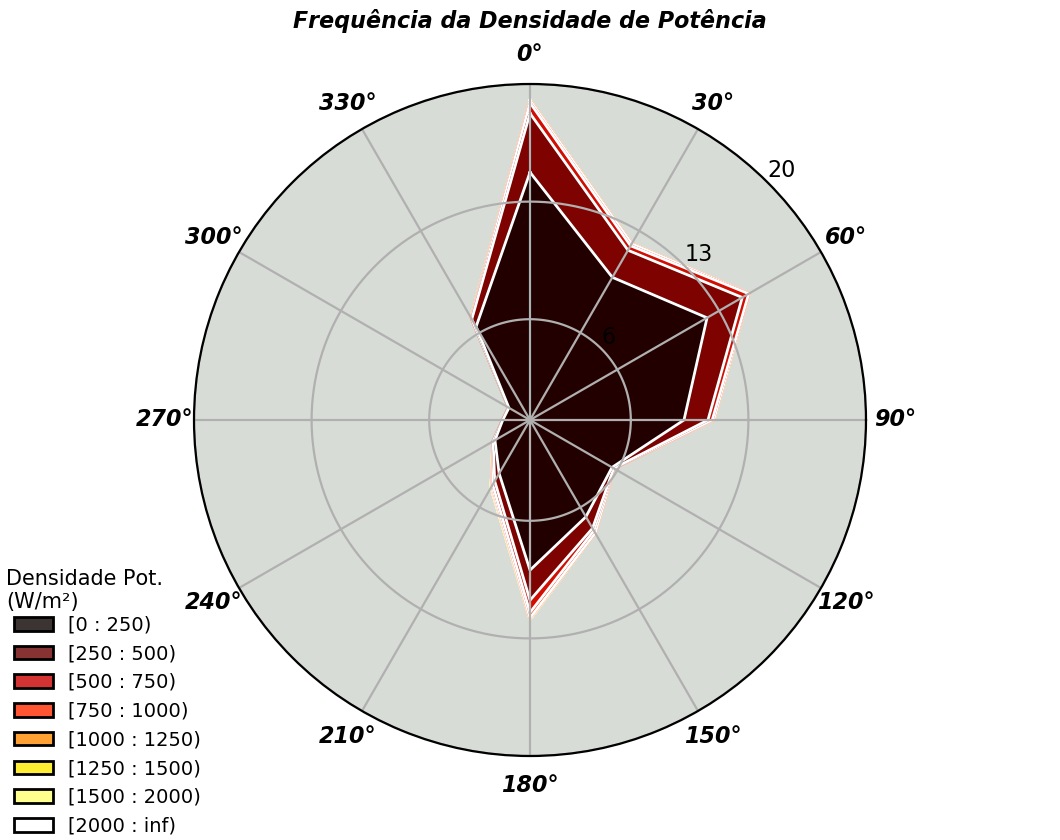 Frequência da Densidade de Potência
0°
330°
30°
20
300°
60°
13
6
270°
90°
Densidade Pot.
(W/m²)
240°
120°
[0 : 250)
[250 : 500)
[500 : 750)
[750 : 1000)
210°
150°
[1000 : 1250)
[1250 : 1500)
180°
[1500 : 2000)
[2000 : inf)